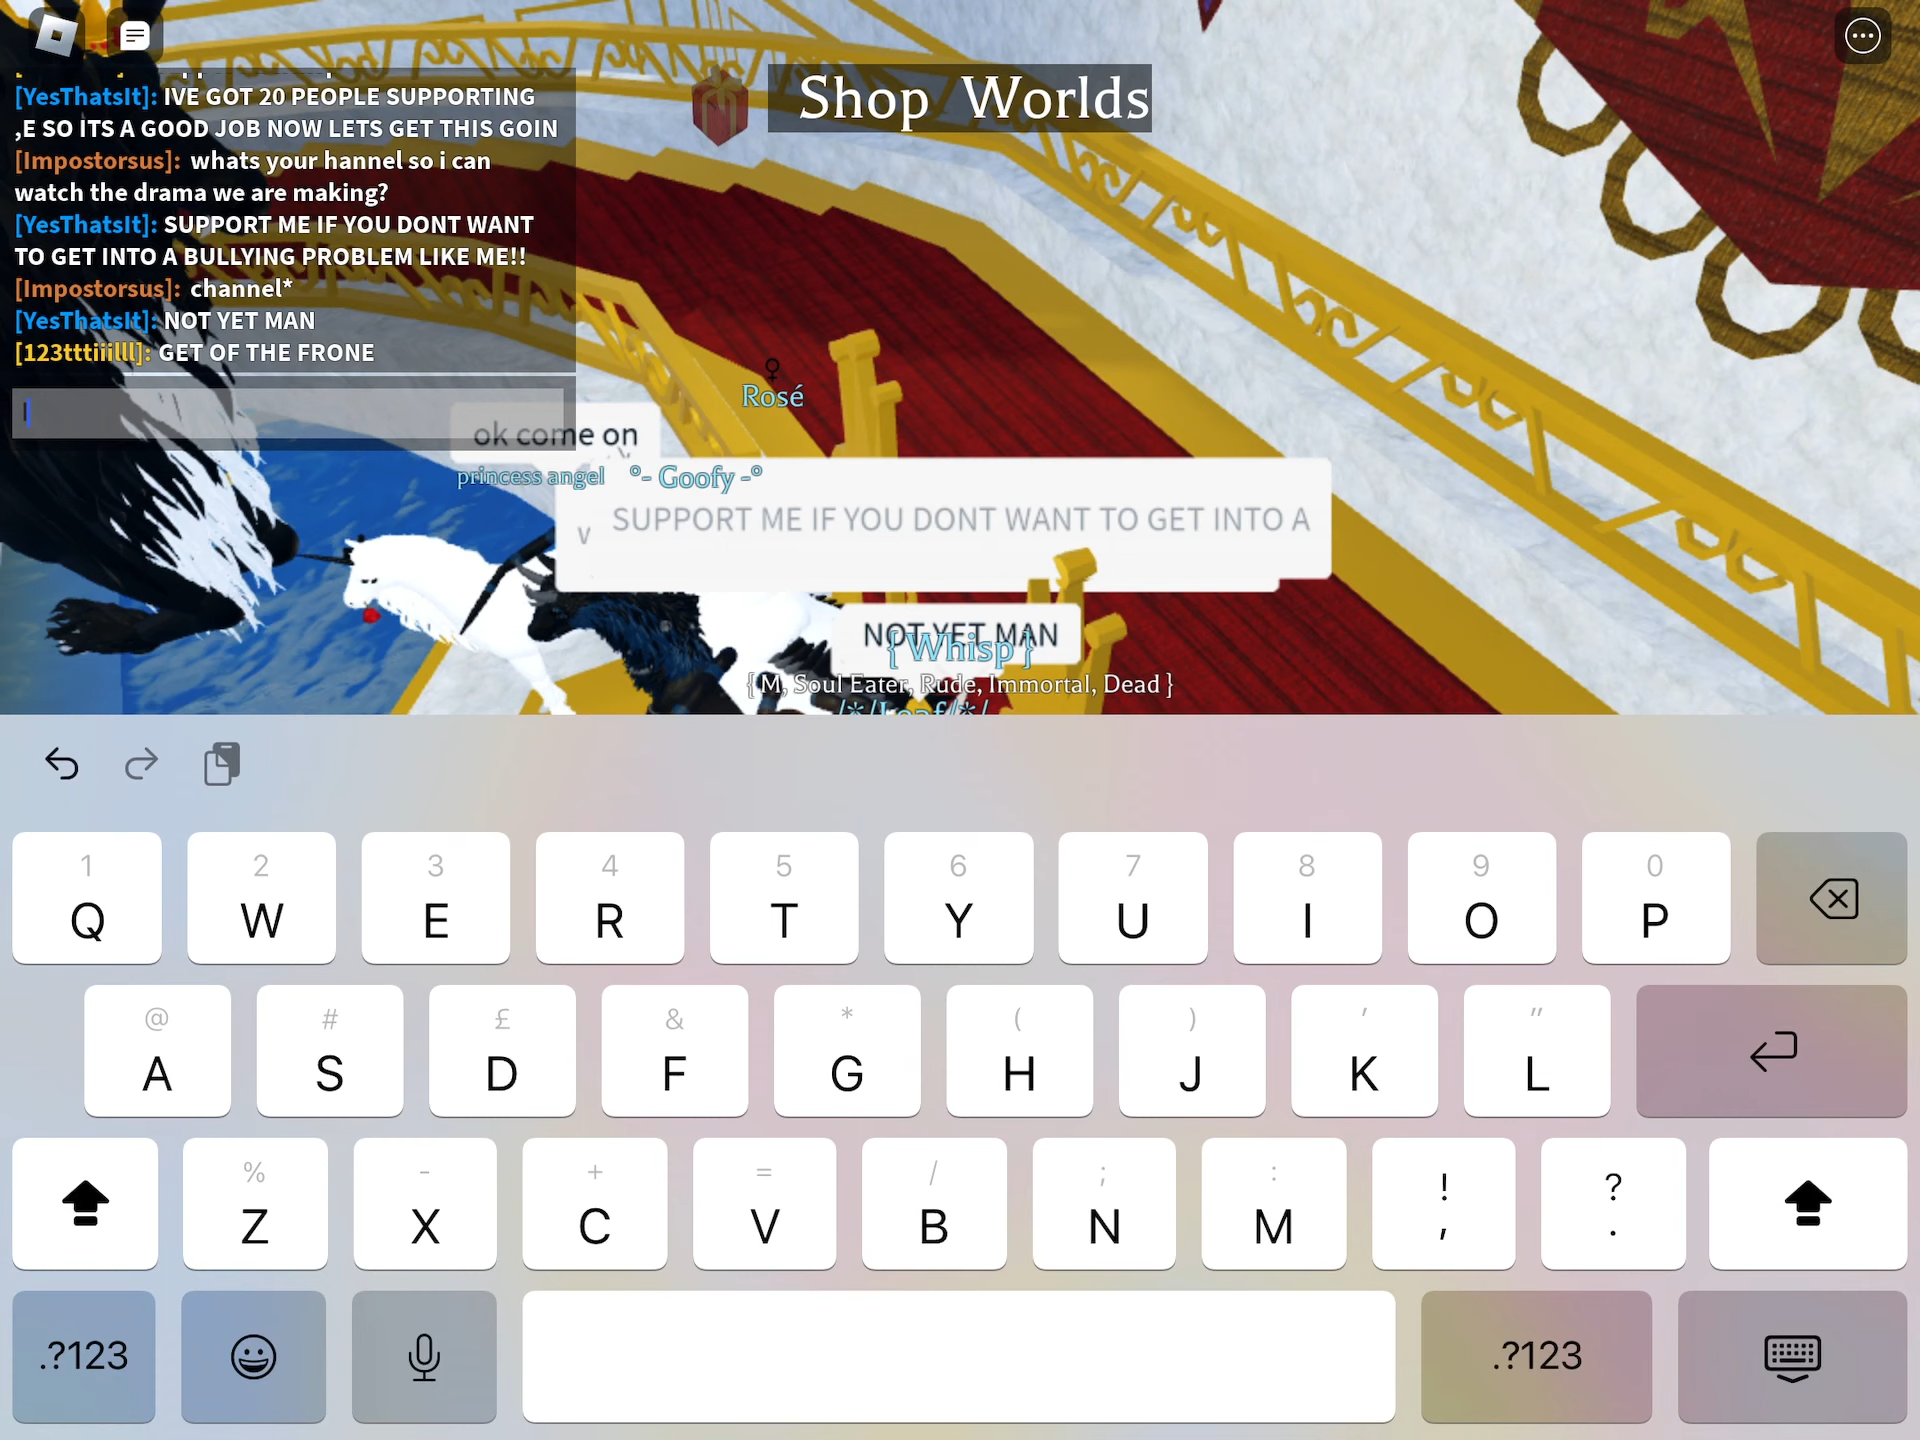 [YesThatsIt]: IVE GOT 20 PEOPLE SUPPORTING
,E SO ITS A GOOD JOB NOW LETS GET THIS GOIN
[Impostorsus]: whats your hannel so i can
watch the drama we are making?
[YesThatsIt]: SUPPORT ME IF YOU DONT WANT
TO GET INTO A BULLYING PROBLEM LIKE ME!!
[Impostorsus]: channel*
[YesThatsIt]: NOT YET MAN
[123tttiiilll]: GET OF THE FRONE
I
Shop Worlds
♀
Rosé
ok come on
princess angel
°- Goofy -°
v
SUPPORT ME IF YOU DONT WANT TO GET INTO A
NOT YET MAN
{ Whisp }
{ M, Soul Eater, Rude, Immortal, Dead }
/*/Leaf/*/
1 2 3 4 5 6 7 8 9 0
Q W E R T Y U I O P
@ # £ & * ( ) ' "
A S D F G H J K L
% - + = / ; : ! ?
Z X C V B N M , .
.?123 .?123